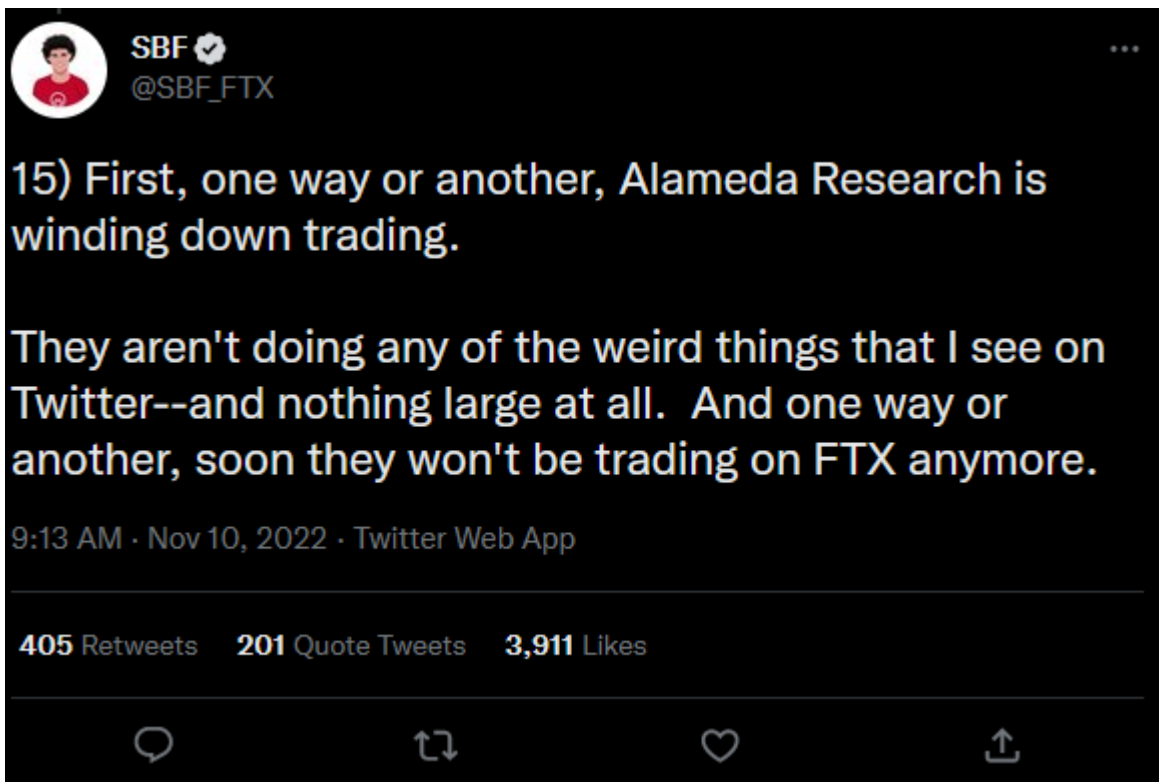 SBF
@SBF_FTX
15) First, one way or another, Alameda Research is
winding down trading.
They aren't doing any of the weird things that I see on
Twitter--and nothing large at all.  And one way or
another, soon they won't be trading on FTX anymore.
9:13 AM · Nov 10, 2022 · Twitter Web App
405 Retweets 201 Quote Tweets 3,911 Likes